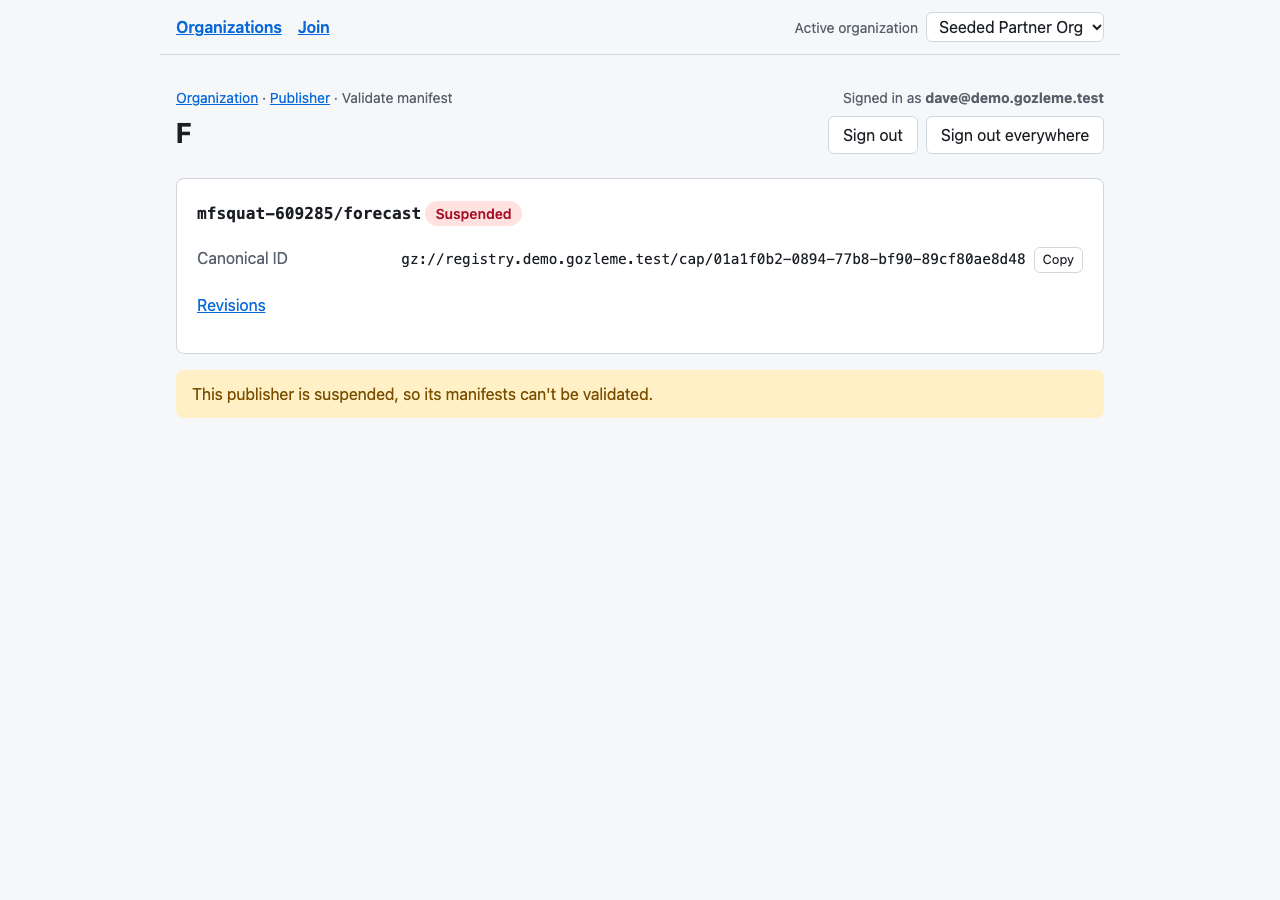 Organizations Join Active organization Seeded Partner Org
Organization · Publisher · Validate manifest Signed in as dave@demo.gozleme.test
F Sign out Sign out everywhere
mfsquat-609285/forecast Suspended
Canonical ID gz://registry.demo.gozleme.test/cap/01a1f0b2-0894-77b8-bf90-89cf80ae8d48 Copy
Revisions
This publisher is suspended, so its manifests can't be validated.